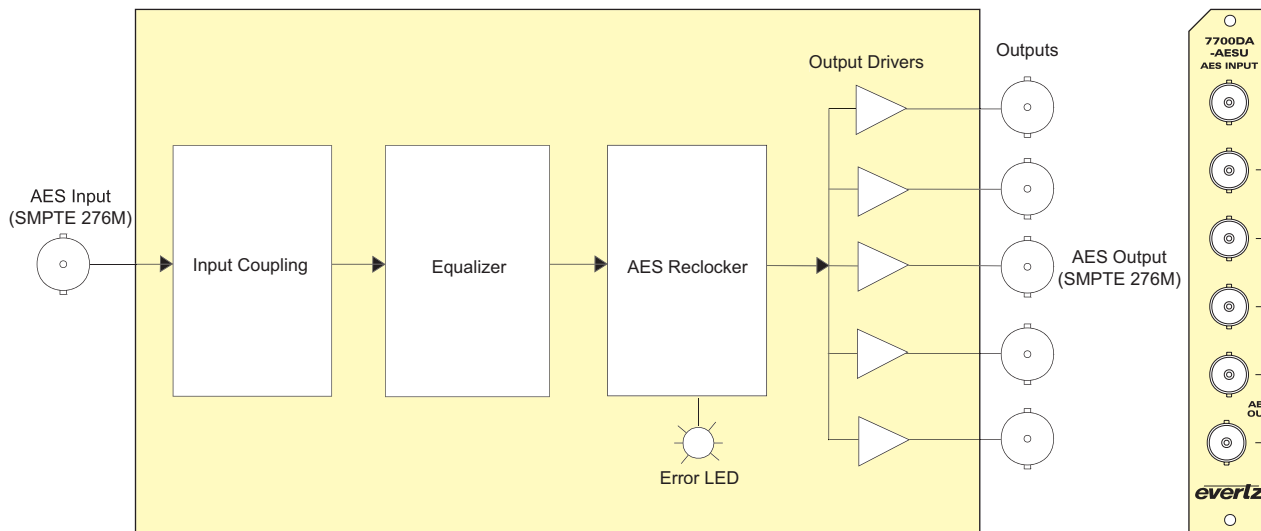 AES Input
(SMPTE 276M)
Input Coupling
Equalizer
AES Reclocker
Error LED
Output Drivers
Outputs
AES Output
(SMPTE 276M)
7700DA
-AESU
AES INPUT
everlz